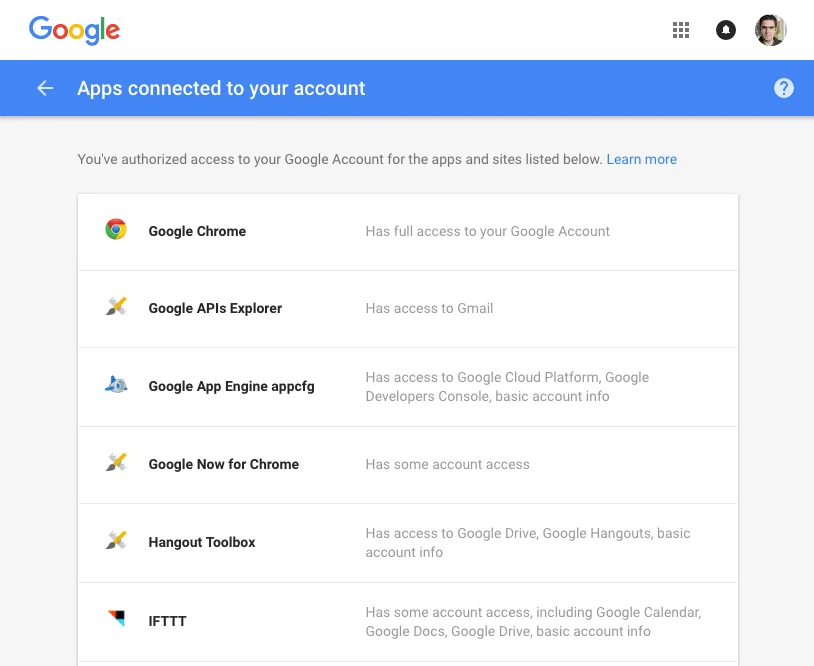 Google
Apps connected to your account
?
You've authorized access to your Google Account for the apps and sites listed below. Learn more
Google Chrome
Has full access to your Google Account
Google APIs Explorer
Has access to Gmail
Google App Engine appcfg
Has access to Google Cloud Platform, Google
Developers Console, basic account info
Google Now for Chrome
Has some account access
Hangout Toolbox
Has access to Google Drive, Google Hangouts, basic
account info
IFTTT
Has some account access, including Google Calendar,
Google Docs, Google Drive, basic account info